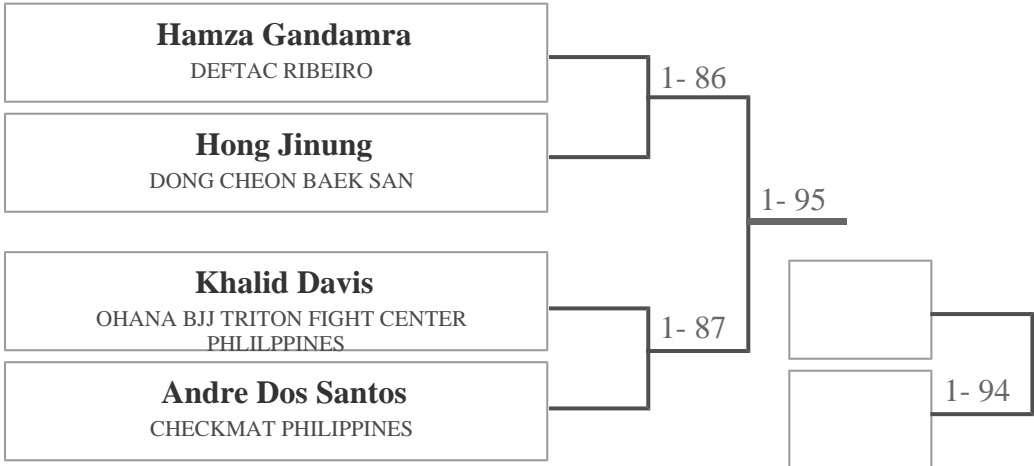 Hamza Gandamra
DEFTAC RIBEIRO
1- 86
Hong Jinung
DONG CHEON BAEK SAN
1- 95
Khalid Davis
OHANA BJJ TRITON FIGHT CENTER
PHLILPPINES
1- 87
Andre Dos Santos
CHECKMAT PHILIPPINES
1- 94